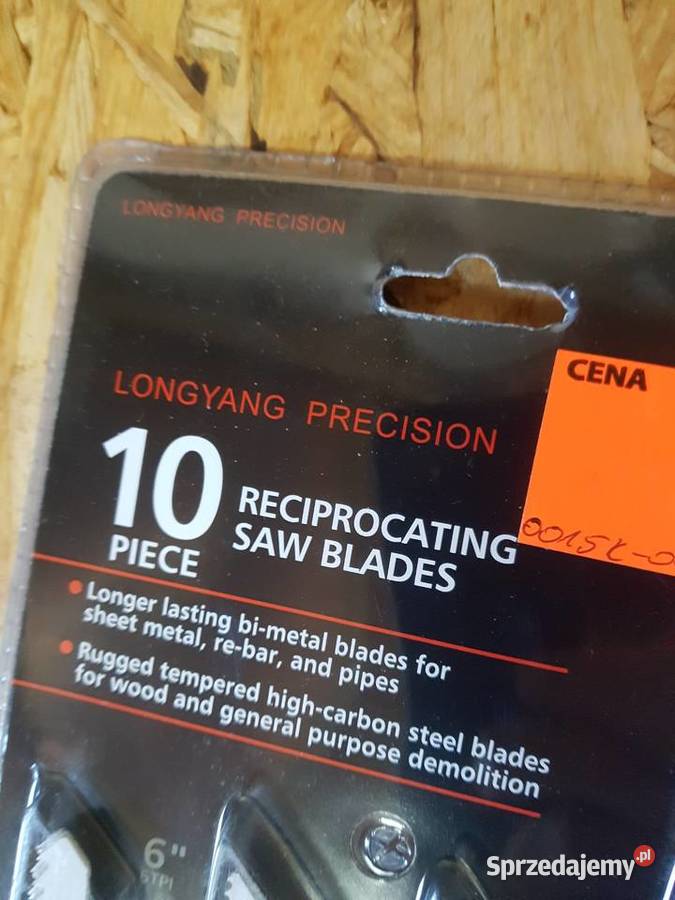 LONGYANG PRECISION
CENA
LONGYANG PRECISION
10
PIECE
RECIPROCATING
SAW BLADES
• Longer lasting bi-metal blades for
sheet metal, re-bar, and pipes
• Rugged tempered high-carbon steel blades
for wood and general purpose demolition
6"
5TPI
Sprzedajemy.pl